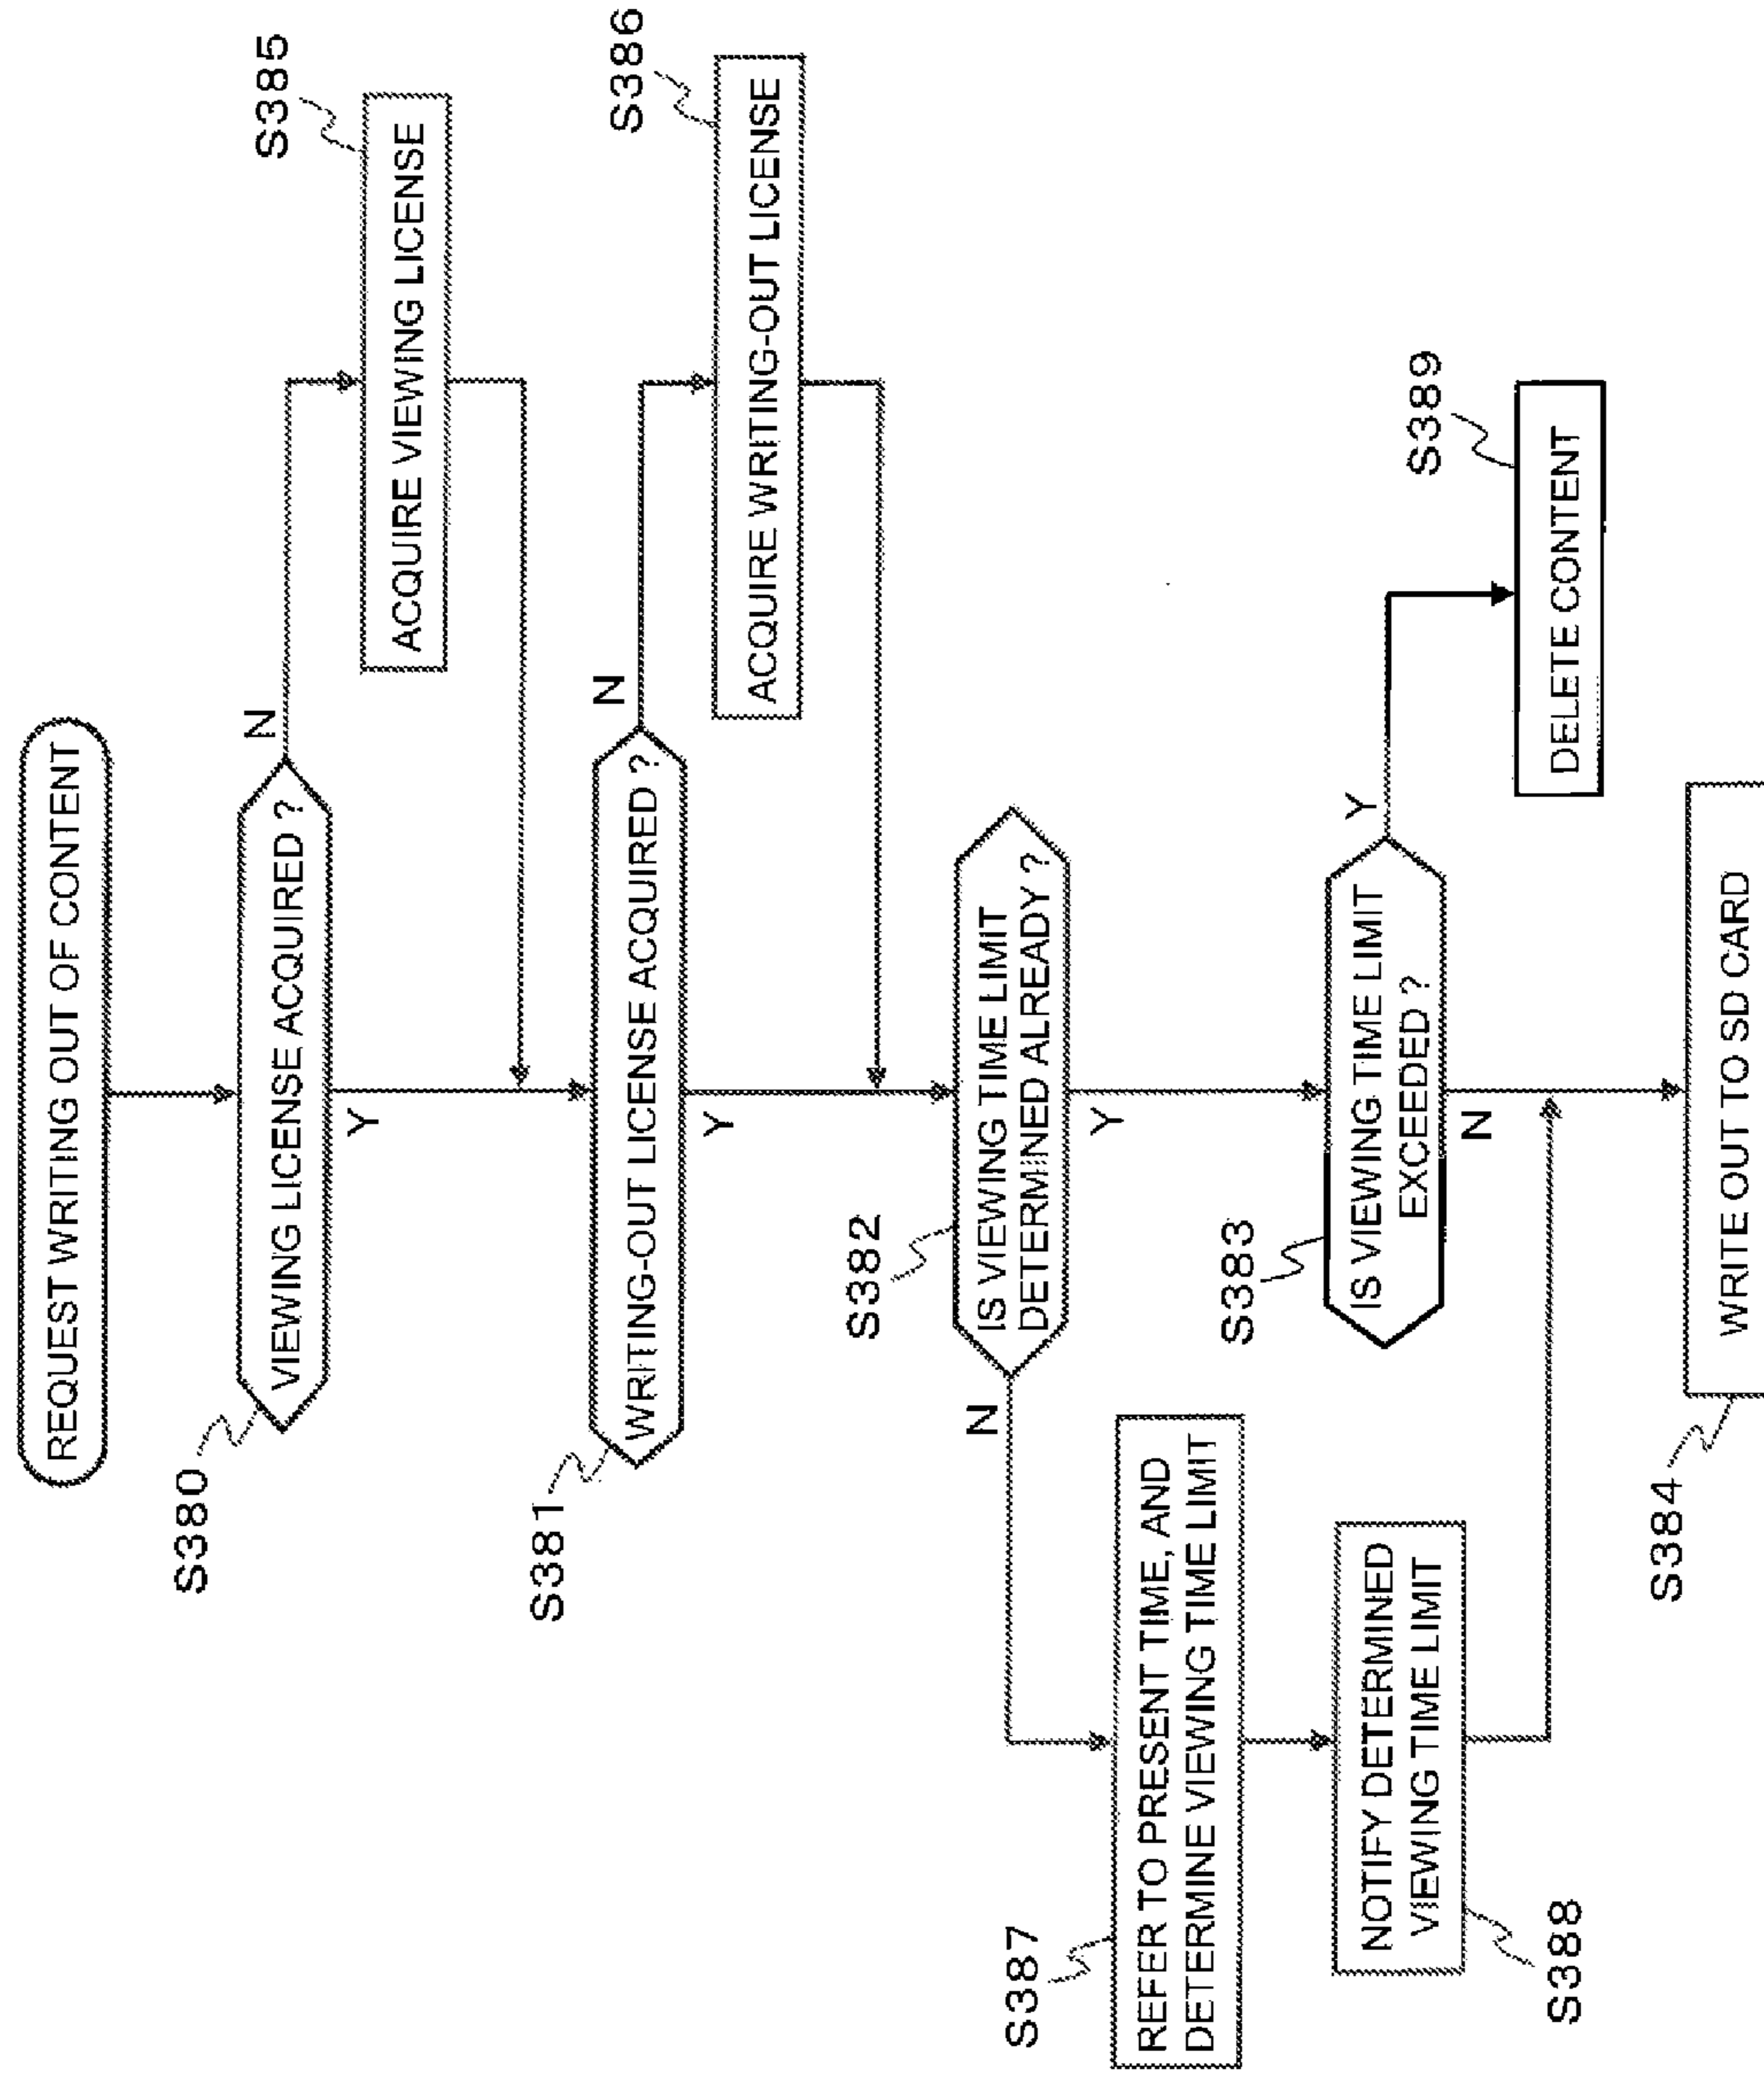 REQUEST WRITING OUT OF CONTENT
S380
VIEWING LICENSE ACQUIRED ?
N
Y
S385
ACQUIRE VIEWING LICENSE
S381
WRITING-OUT LICENSE ACQUIRED ?
N
Y
S386
ACQUIRE WRITING-OUT LICENSE
S382
IS VIEWING TIME LIMIT
DETERMINED ALREADY ?
N
Y
S387
REFER TO PRESENT TIME, AND
DETERMINE VIEWING TIME LIMIT
S383
IS VIEWING TIME LIMIT
EXCEEDED ?
Y
N
S389
DELETE CONTENT
NOTIFY DETERMINED
VIEWING TIME LIMIT
S388
S384
WRITE OUT TO SD CARD